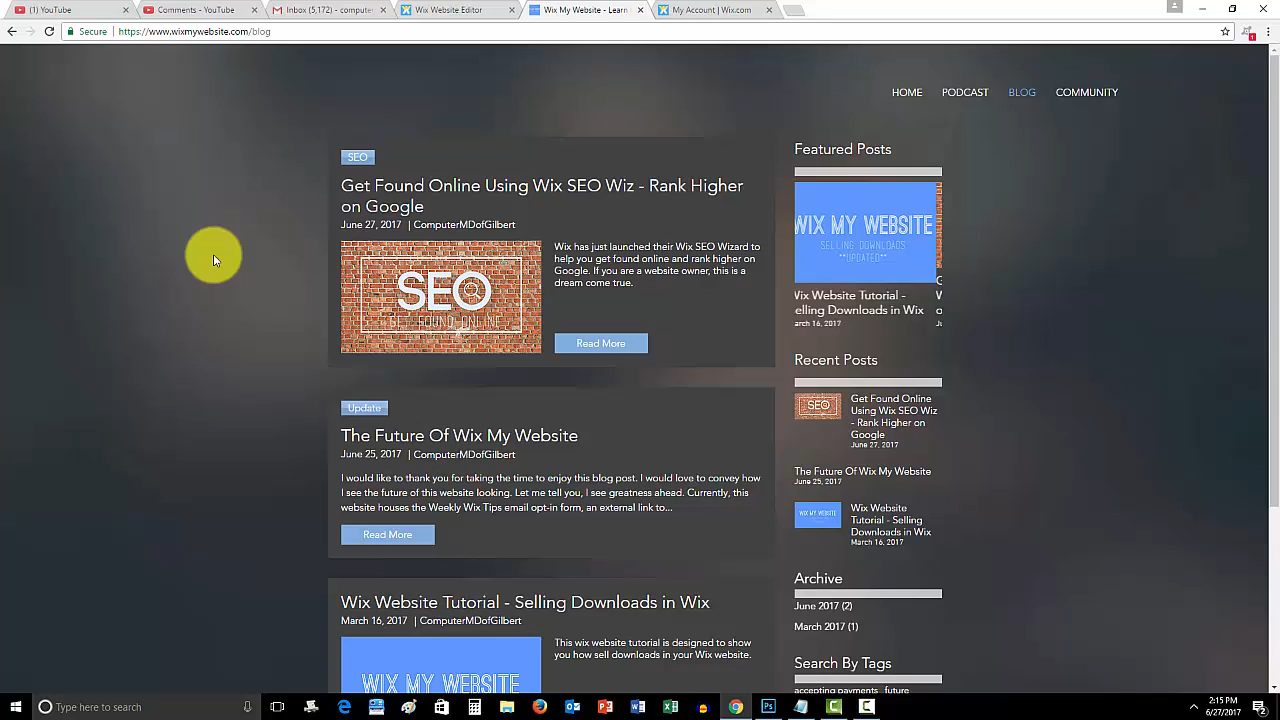 (1) YouTube
Comments - YouTube
Inbox (5,172) - computer
Wix Website Editor
Wix My Website - Learn
My Account | Wix.com
Secure
https://www.wixmywebsite.com/blog
1
HOME
PODCAST
BLOG
COMMUNITY
SEO
Get Found Online Using Wix SEO Wiz - Rank Higher
on Google
June 27, 2017 | ComputerMDofGilbert
SEO
GET FOUND ONLINE
Wix has just launched their Wix SEO Wizard to
help you get found online and rank higher on
Google. If you are a website owner, this is a
dream come true.
Read More
Update
The Future Of Wix My Website
June 25, 2017 | ComputerMDofGilbert
I would like to thank you for taking the time to enjoy this blog post. I would love to convey how
I see the future of this website looking. Let me tell you, I see greatness ahead. Currently, this
website houses the Weekly Wix Tips email opt-in form, an external link to...
Read More
Wix Website Tutorial - Selling Downloads in Wix
March 16, 2017 | ComputerMDofGilbert
WIX MY WEBSITE
This wix website tutorial is designed to show
you how sell downloads in your Wix website.
Featured Posts
WIX MY WEBSITE
SELLING DOWNLOADS
**UPDATED**
Wix Website Tutorial -
elling Downloads in Wix
arch 16, 2017
Recent Posts
SEO
Get Found Online
Using Wix SEO Wiz
- Rank Higher on
Google
June 27, 2017
The Future Of Wix My Website
June 25, 2017
WIX MY WEBSITE
Wix Website
Tutorial - Selling
Downloads in Wix
March 16, 2017
Archive
June 2017 (2)
March 2017 (1)
Search By Tags
accepting payments future
Type here to search
2:15 PM
6/27/2017